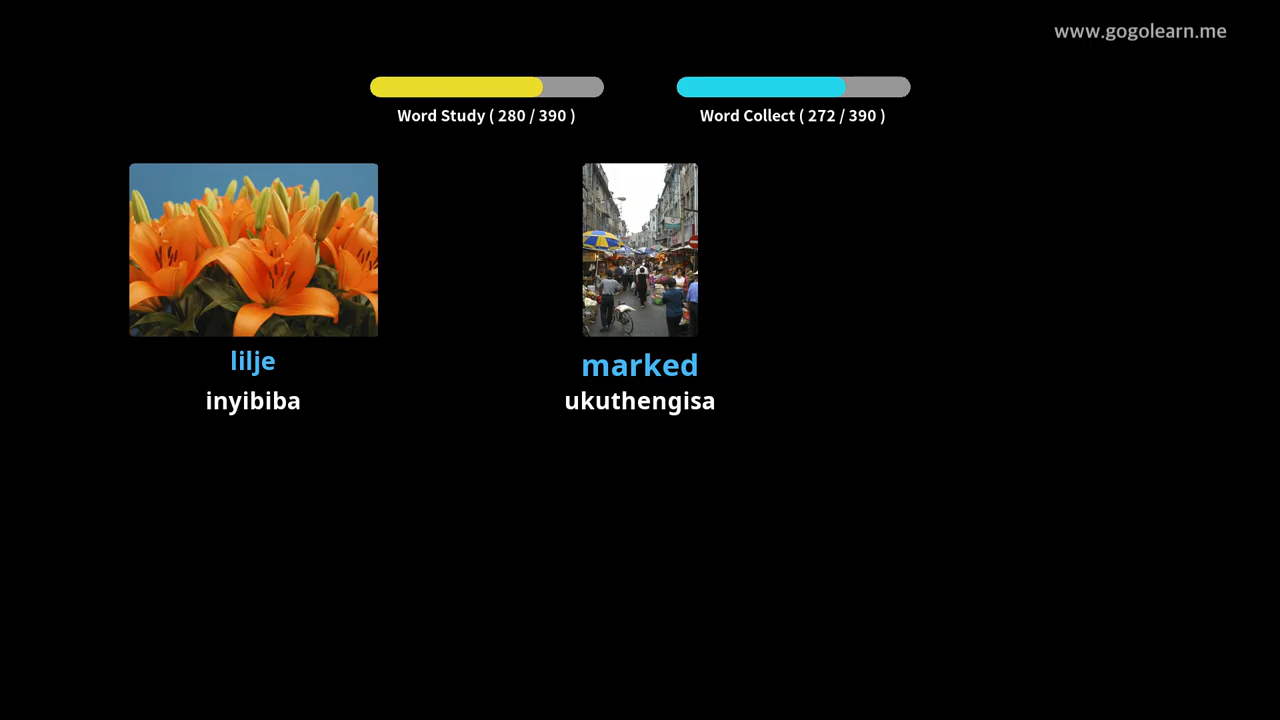 www.gogolearn.me
Word Study ( 280 / 390 )
Word Collect ( 272 / 390 )
lilje
marked
inyibiba
ukuthengisa